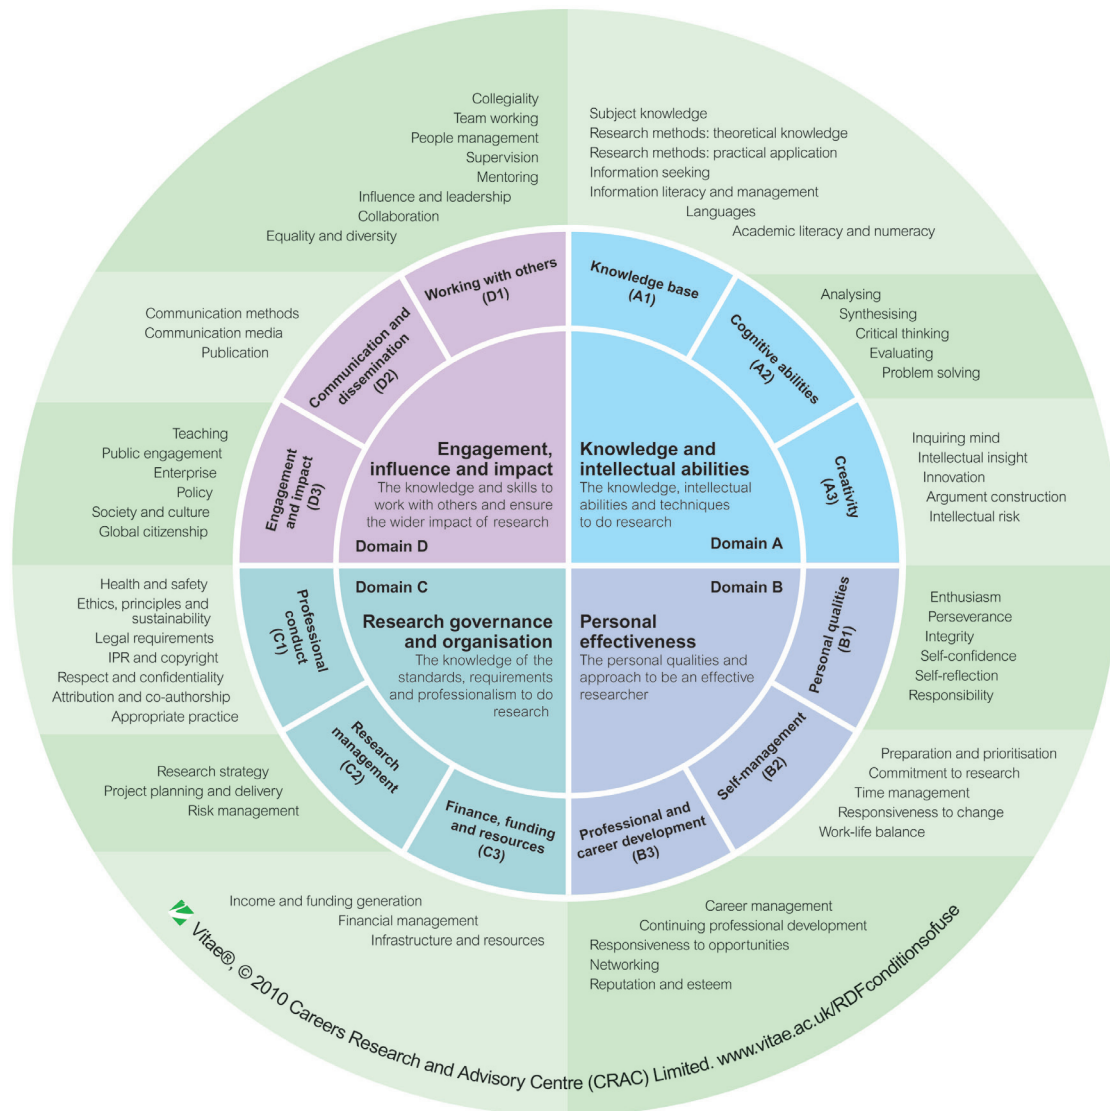 Collegiality
Team working
People management
Supervision
Mentoring
Influence and leadership
Collaboration
Equality and diversity
Subject knowledge
Research methods: theoretical knowledge
Research methods: practical application
Information seeking
Information literacy and management
Languages
Academic literacy and numeracy
Working with others
(D1)
Knowledge base
(A1)
Communication methods
Communication media
Publication
Communication and
dissemination
(D2)
Cognitive abilities
(A2)
Analysing
Synthesising
Critical thinking
Evaluating
Problem solving
Teaching
Public engagement
Enterprise
Policy
Society and culture
Global citizenship
Engagement
and impact
(D3)
Engagement,
influence and impact
The knowledge and skills to
work with others and ensure
the wider impact of research
Domain D
Knowledge and
intellectual abilities
The knowledge, intellectual
abilities and techniques
to do research
Domain A
Creativity
(A3)
Inquiring mind
Intellectual insight
Innovation
Argument construction
Intellectual risk
Health and safety
Ethics, principles and
sustainability
Legal requirements
IPR and copyright
Respect and confidentiality
Attribution and co-authorship
Appropriate practice
Professional
conduct
(C1)
Domain C
Research governance
and organisation
The knowledge of the
standards, requirements
and professionalism to do
research
Domain B
Personal
effectiveness
The personal qualities and
approach to be an effective
researcher
Personal qualities
(B1)
Enthusiasm
Perseverance
Integrity
Self-confidence
Self-reflection
Responsibility
Research strategy
Project planning and delivery
Risk management
Research
management
(C2)
Self-management
(B2)
Preparation and prioritisation
Commitment to research
Time management
Responsiveness to change
Work-life balance
Finance, funding
and resources
(C3)
Professional and
career development
(B3)
Income and funding generation
Financial management
Infrastructure and resources
Career management
Continuing professional development
Responsiveness to opportunities
Networking
Reputation and esteem
Vitae®, © 2010 Careers Research and Advisory Centre (CRAC) Limited. www.vitae.ac.uk/RDFconditionsofuse